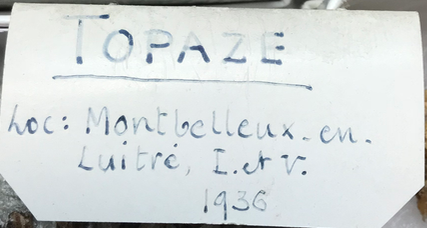 TOPAZE
Loc: Montbelleux-en-
Luitré, I. et V.
1936